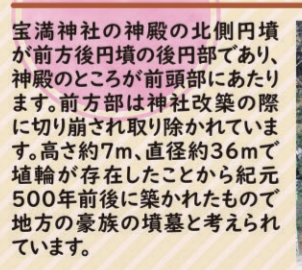 宝満神社の神殿の北側円墳
が前方後円墳の後円部であり、
神殿のところが前頭部にあたり
ます。前方部は神社改築の際
に切り崩され取り除かれていま
す。高さ約7m、直径約36mで
埴輪が存在したことから紀元
500年前後に築かれたもので
地方の豪族の墳墓と考えられ
ています。